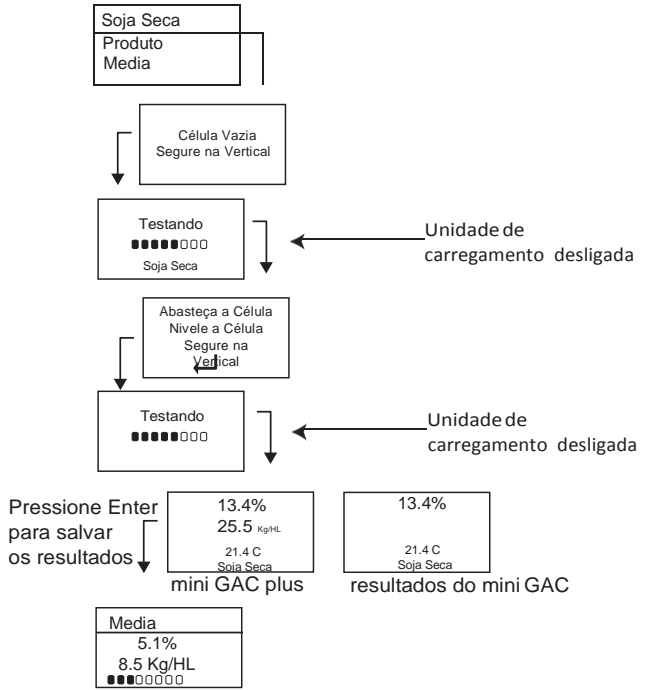 Soja Seca
Produto
Media
Célula Vazia
Segure na Vertical
Testando
Soja Seca
Unidade de
carregamento desligada
Abasteça a Célula
Nivele a Célula
Segure na
Vertical
Testando
Unidade de
carregamento desligada
Pressione Enter
para salvar
os resultados
13.4%
25.5 Kg/HL
21.4 C
Soja Seca
mini GAC plus
13.4%
21.4 C
Soja Seca
resultados do mini GAC
Media
5.1%
8.5 Kg/HL